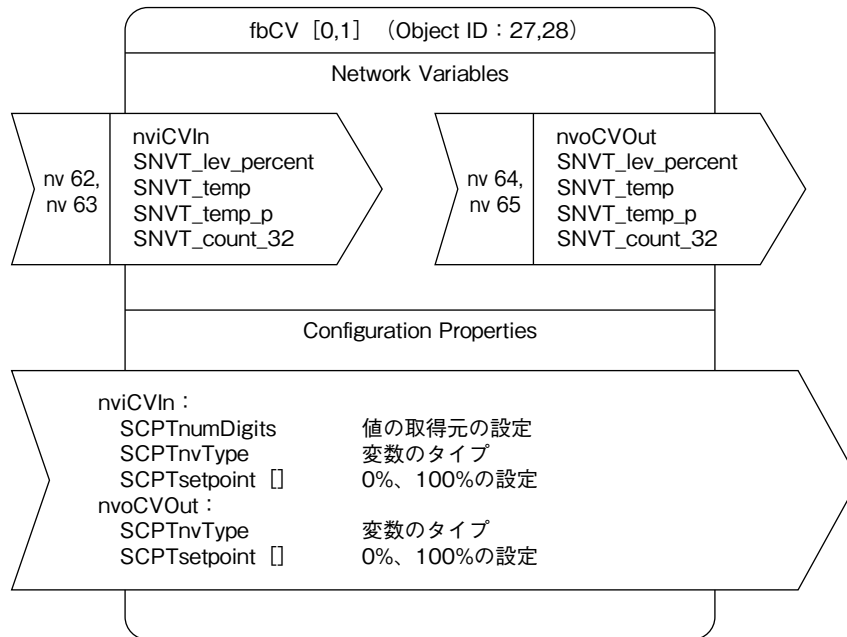 fbCV［0,1］（Object ID：27,28）
Network Variables
nv 62,
nv 63
nviCVIn
SNVT_lev_percent
SNVT_temp
SNVT_temp_p
SNVT_count_32
nv 64,
nv 65
nvoCVOut
SNVT_lev_percent
SNVT_temp
SNVT_temp_p
SNVT_count_32
Configuration Properties
nviCVIn：
SCPTnumDigits 値の取得元の設定
SCPTnvType 変数のタイプ
SCPTsetpoint［］ 0%、100%の設定
nvoCVOut：
SCPTnvType 変数のタイプ
SCPTsetpoint［］ 0%、100%の設定